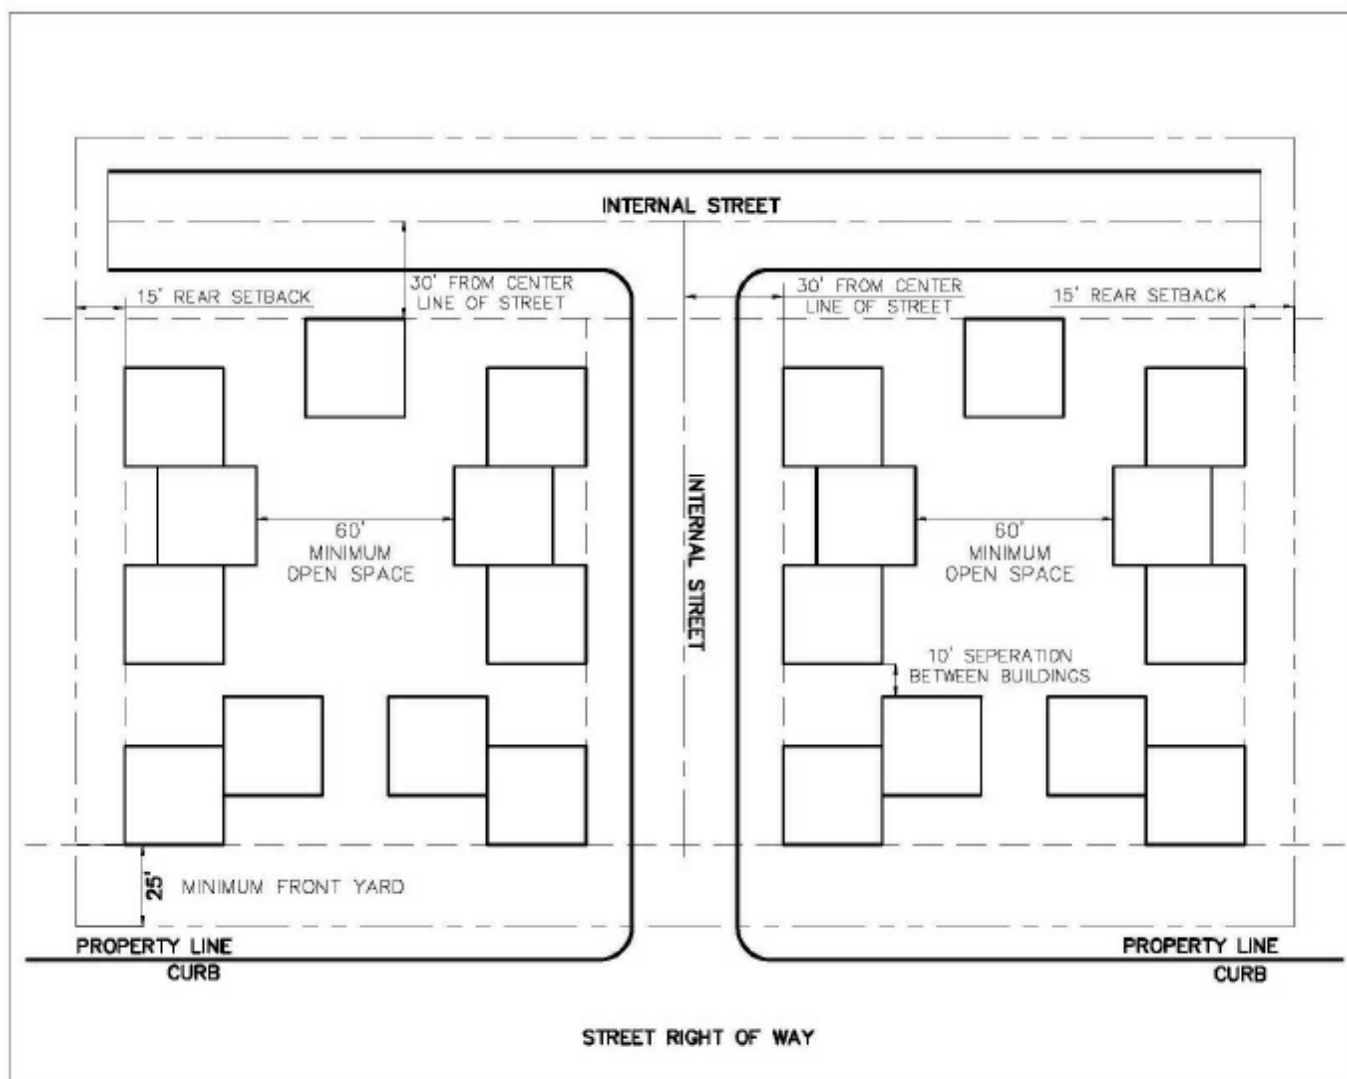 INTERNAL STREET
30' FROM CENTER
LINE OF STREET
15' REAR SETBACK
30' FROM CENTER
LINE OF STREET
15' REAR SETBACK
60'
MINIMUM
OPEN SPACE
INTERNAL STREET
60'
MINIMUM
OPEN SPACE
10' SEPERATION
BETWEEN BUILDINGS
25'
MINIMUM FRONT YARD
PROPERTY LINE
CURB
PROPERTY LINE
CURB
STREET RIGHT OF WAY